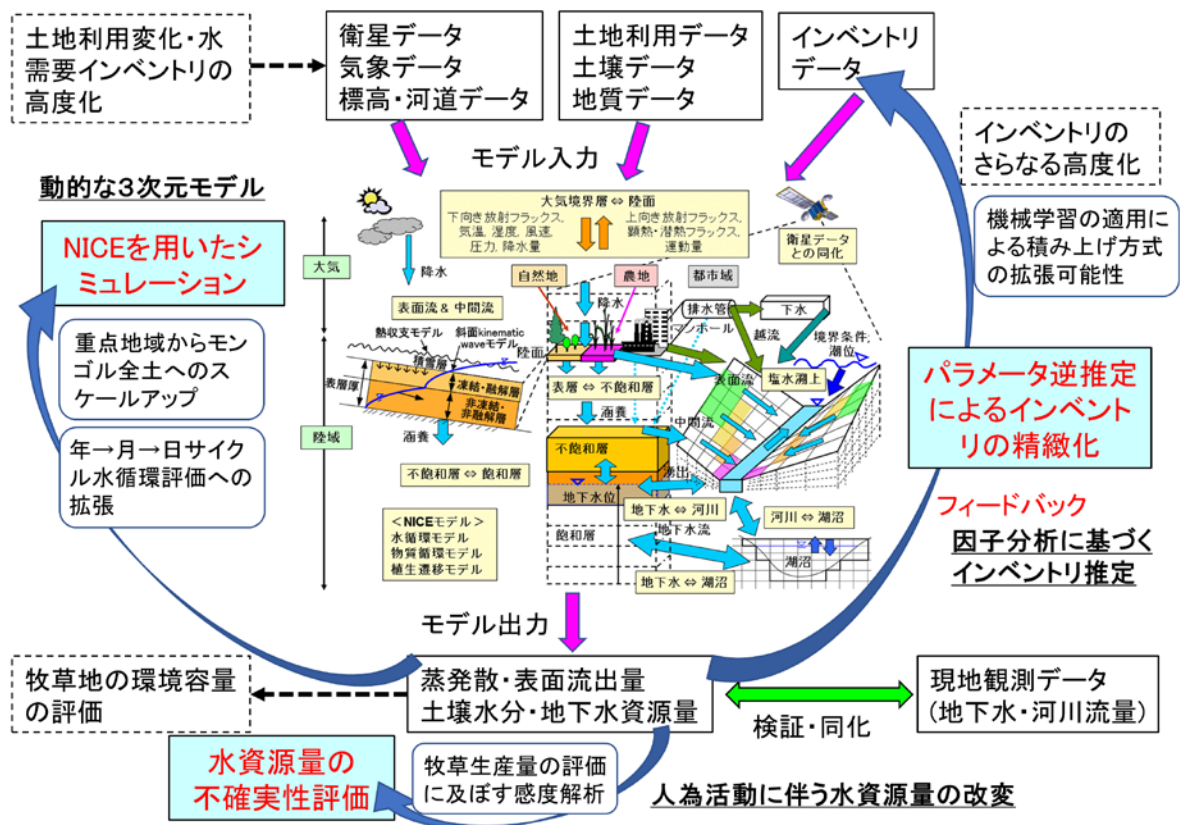 土地利用変化・水
需要インベントリの
高度化
衛星データ
気象データ
標高・河道データ
土地利用データ
土壌データ
地質データ
インベントリ
データ
モデル入力
インベントリの
さらなる高度化
機械学習の適用に
よる積み上げ方式
の拡張可能性
動的な3次元モデル
NICEを用いたシ
ミュレーション
重点地域からモン
ゴル全土へのス
ケールアップ
年→月→日サイク
ル水循環評価への
拡張
大気
陸域
降水
大気境界層 ⇔ 陸面
下向き放射フラックス,
気温, 湿度, 風速,
圧力, 降水量
上向き放射フラックス,
顕熱・潜熱フラックス,
運動量
衛星データ
との同化
自然地
農地
都市域
降水
排水管
下水
マンホール
越流
境界条件,
潮位
表面流 & 中間流
熱収支モデル
斜面kinematic
waveモデル
陸面
積雪層
表層厚
凍結・融解層
非凍結・
非融解層
涵養
表層 ⇔ 不飽和層
涵養
表面流
塩水遡上
中間流
不飽和層
不飽和層 ⇔ 飽和層
湧出
地下水位
地下水 ⇔ 河川
河川 ⇔ 湖沼
<NICEモデル>
水循環モデル
物質循環モデル
植生遷移モデル
飽和層
地下水流
湖沼
地下水 ⇔ 湖沼
パラメータ逆推定
によるインベント
リの精緻化
フィードバック
因子分析に基づく
インベントリ推定
モデル出力
牧草地の環境容量
の評価
蒸発散・表面流出量
土壌水分・地下水資源量
検証・同化
現地観測データ
(地下水・河川流量)
水資源量の
不確実性評価
牧草生産量の評価
に及ぼす感度解析
人為活動に伴う水資源量の改変